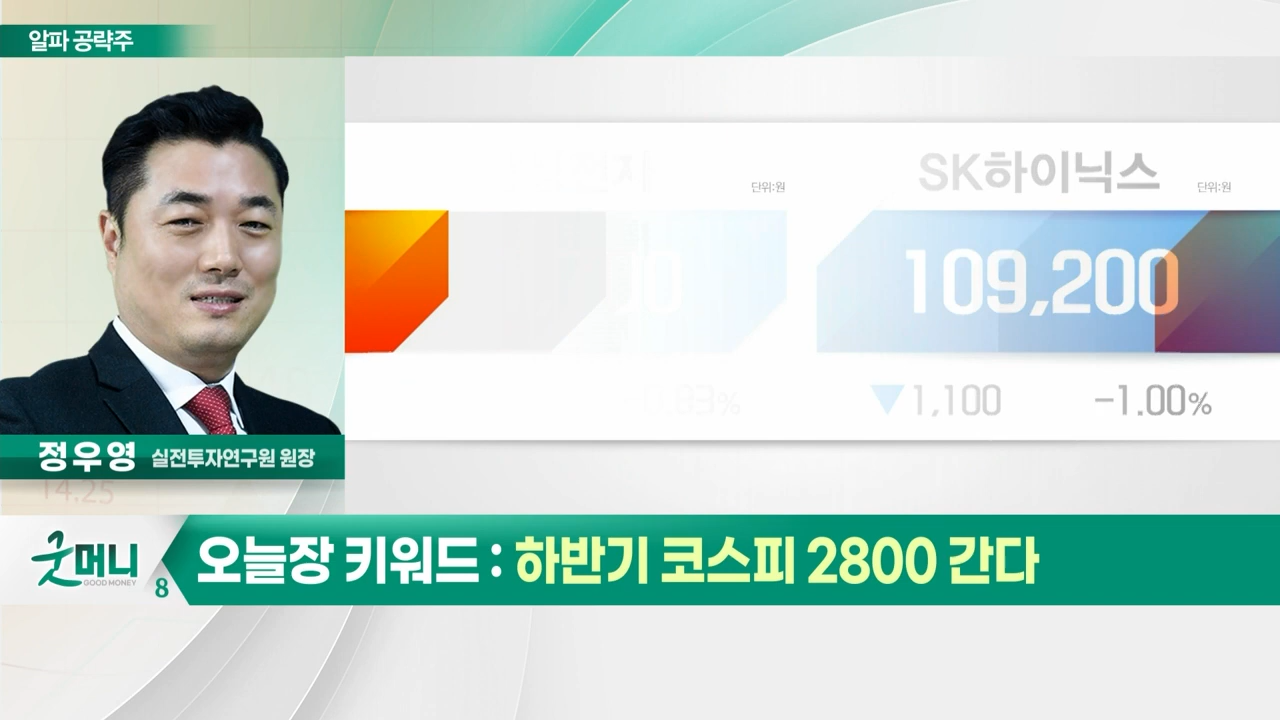 알파 공략주
단위:원
SK하이닉스
단위:원
109,200
▼1,100
-1.00%
정우영 실전투자연구원 원장
14.25
굿머니
GOOD MONEY
8
오늘장 키워드 : 하반기 코스피 2800 간다